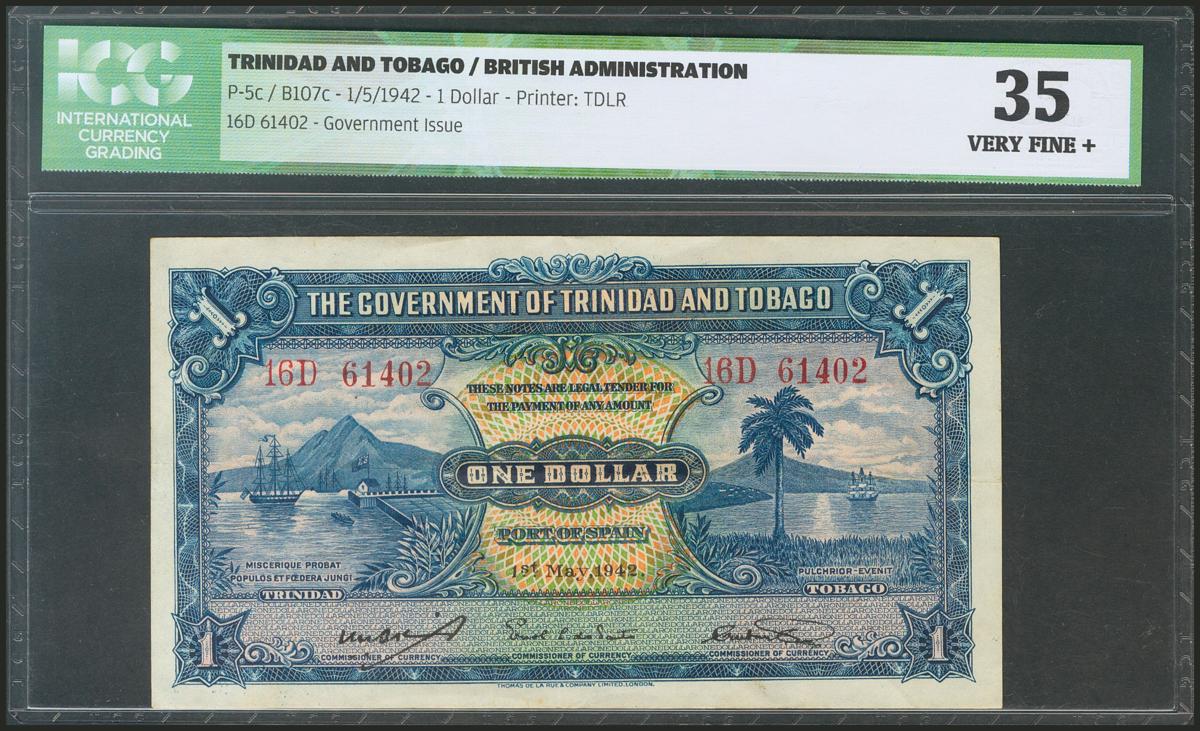 ICG
INTERNATIONAL
CURRENCY
GRADING
TRINIDAD AND TOBAGO / BRITISH ADMINISTRATION
P-5c / B107c - 1/5/1942 - 1 Dollar - Printer: TDLR
16D 61402 - Government Issue
35
VERY FINE +
THE GOVERNMENT OF TRINIDAD AND TOBAGO
16D 61402
16D 61402
THESE NOTES ARE LEGAL TENDER FOR
THE PAYMENT OF ANY AMOUNT
ONE DOLLAR
PORT OF SPAIN
1st May, 1942.
MISCERIQUE PROBAT
POPULOS ET FŒDERA JUNGI
TRINIDAD
PULCHRIOR-EVENIT
TOBAGO
1
1
COMMISSIONER OF CURRENCY
COMMISSIONER OF CURRENCY
COMMISSIONER OF CURRENCY
THOMAS DE LA RUE & COMPANY, LIMITED, LONDON.